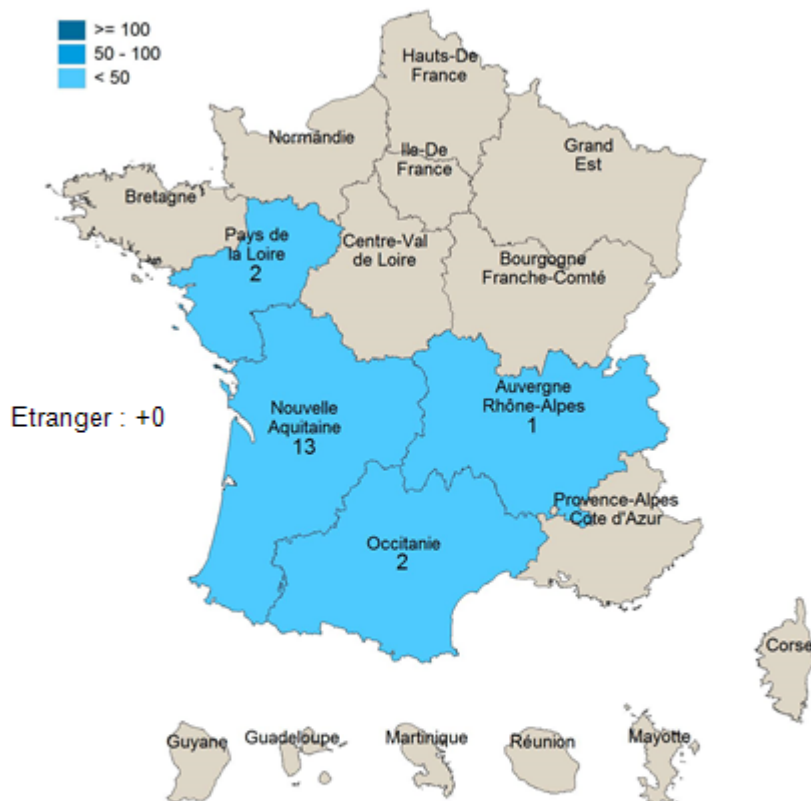 >= 100
50 - 100
< 50
Hauts-De
France
Normandie
Ile-De
France
Grand
Est
Bretagne
Pays de
la Loire
2
Centre-Val
de Loire
Bourgogne
Franche-Comté
Etranger : +0
Nouvelle
Aquitaine
13
Auvergne
Rhône-Alpes
1
Provence-Alpes
Côte d'Azur
Occitanie
2
Corse
Guyane
Guadeloupe
Martinique
Réunion
Mayotte